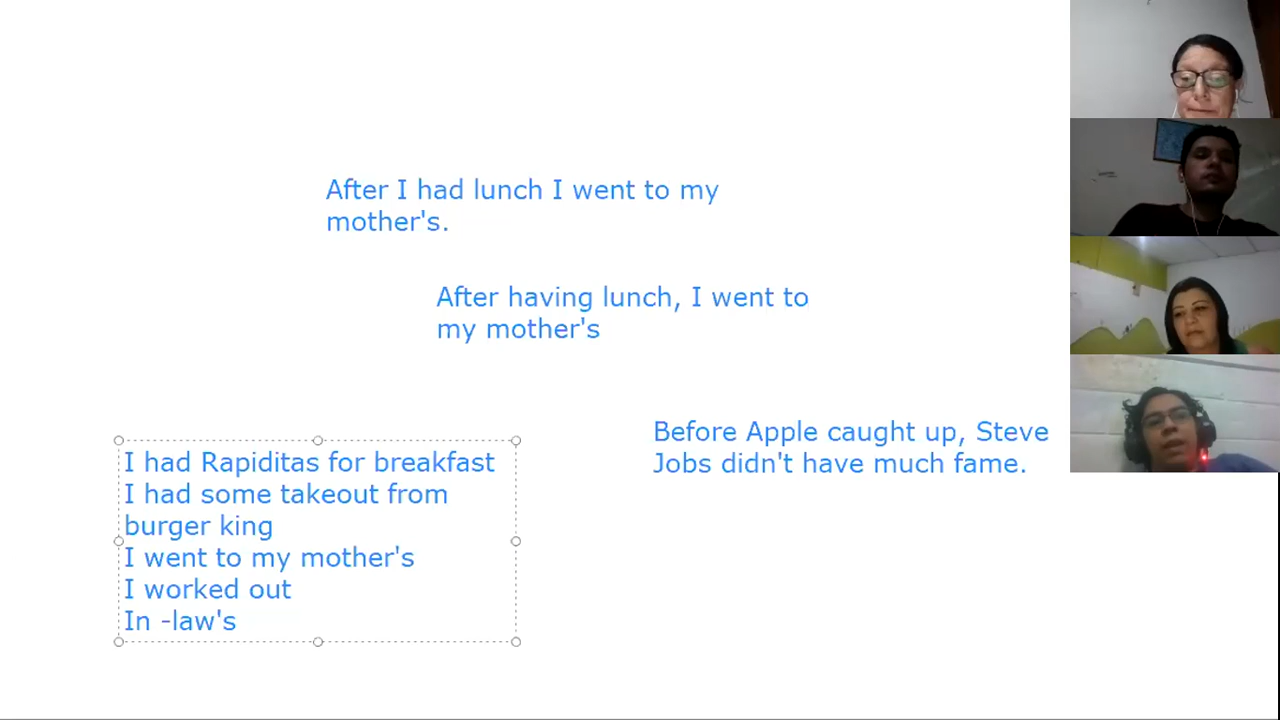 After I had lunch I went to my
mother's.
After having lunch, I went to
my mother's
Before Apple caught up, Steve
Jobs didn't have much fame.
I had Rapiditas for breakfast
I had some takeout from
burger king
I went to my mother's
I worked out
In -law's